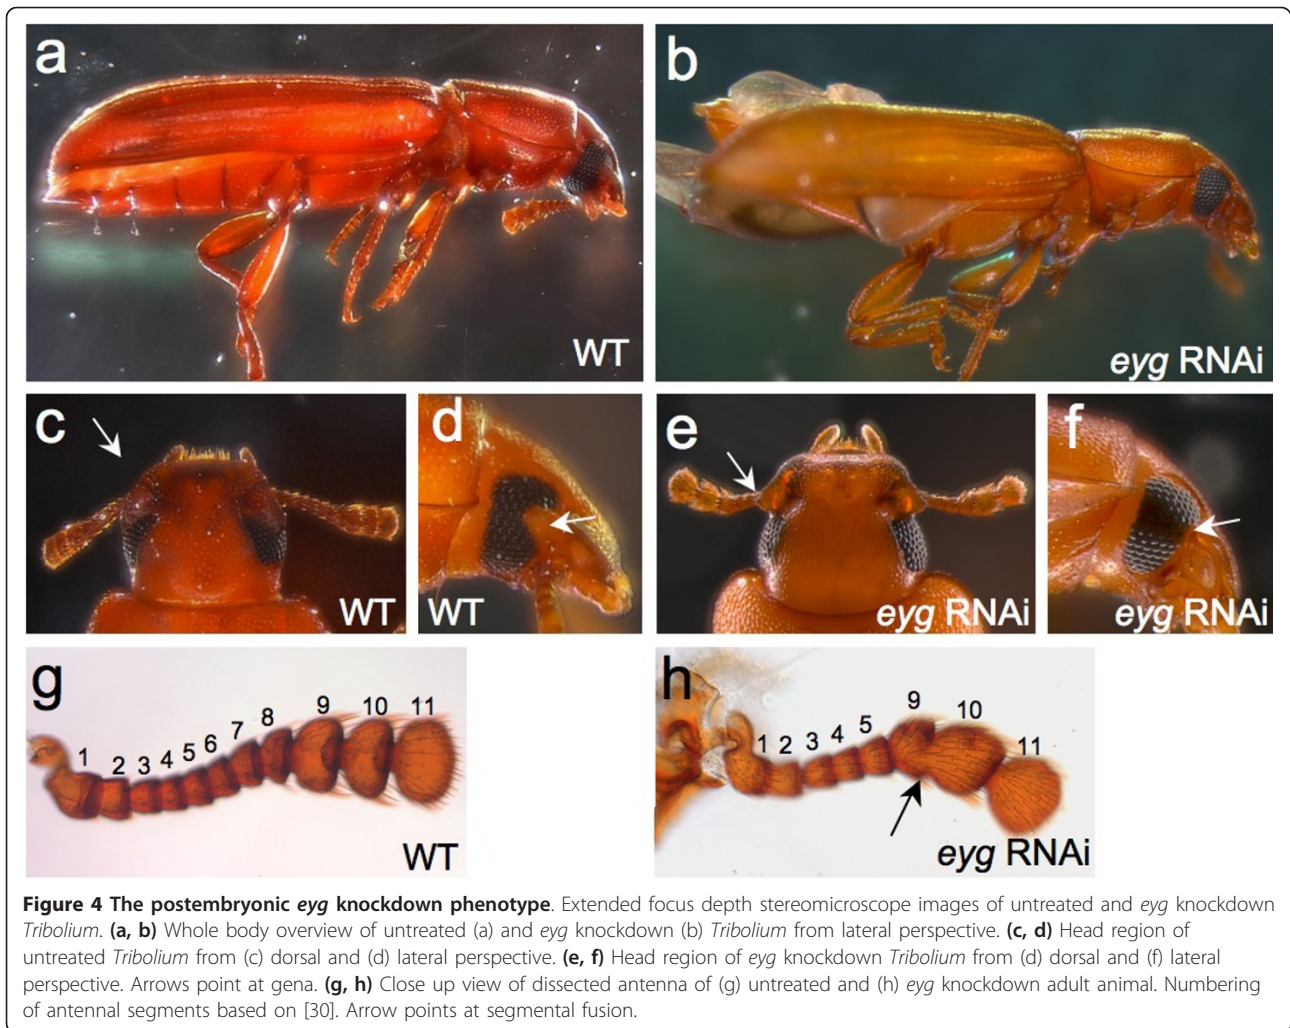 a
WT
b
eyg RNAi
c
WT
d
WT
e
eyg RNAi
f
eyg RNAi
g
1 2 3 4 5 6 7 8 9 10 11
WT
h
1 2 3 4 5 9 10 11
eyg RNAi
Figure 4 The postembryonic eyg knockdown phenotype. Extended focus depth stereomicroscope images of untreated and eyg knockdown
Tribolium. (a, b) Whole body overview of untreated (a) and eyg knockdown (b) Tribolium from lateral perspective. (c, d) Head region of
untreated Tribolium from (c) dorsal and (d) lateral perspective. (e, f) Head region of eyg knockdown Tribolium from (d) dorsal and (f) lateral
perspective. Arrows point at gena. (g, h) Close up view of dissected antenna of (g) untreated and (h) eyg knockdown adult animal. Numbering
of antennal segments based on [30]. Arrow points at segmental fusion.